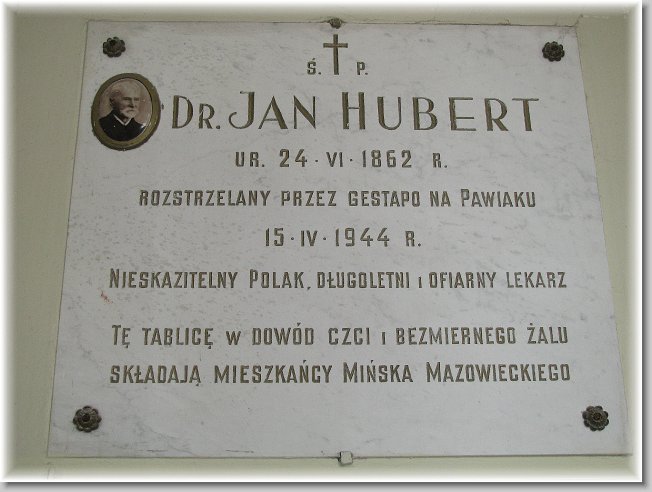 Ś. P.
DR. JAN HUBERT
UR. 24·VI·1862 R.
ROZSTRZELANY PRZEZ GESTAPO NA PAWIAKU
15·IV·1944 R.
NIESKAZITELNY POLAK, DŁUGOLETNI I OFIARNY LEKARZ
TĘ TABLICĘ W DOWÓD CZCI I BEZMIERNEGO ŻALU
SKŁADAJĄ MIESZKAŃCY MIŃSKA MAZOWIECKIEGO